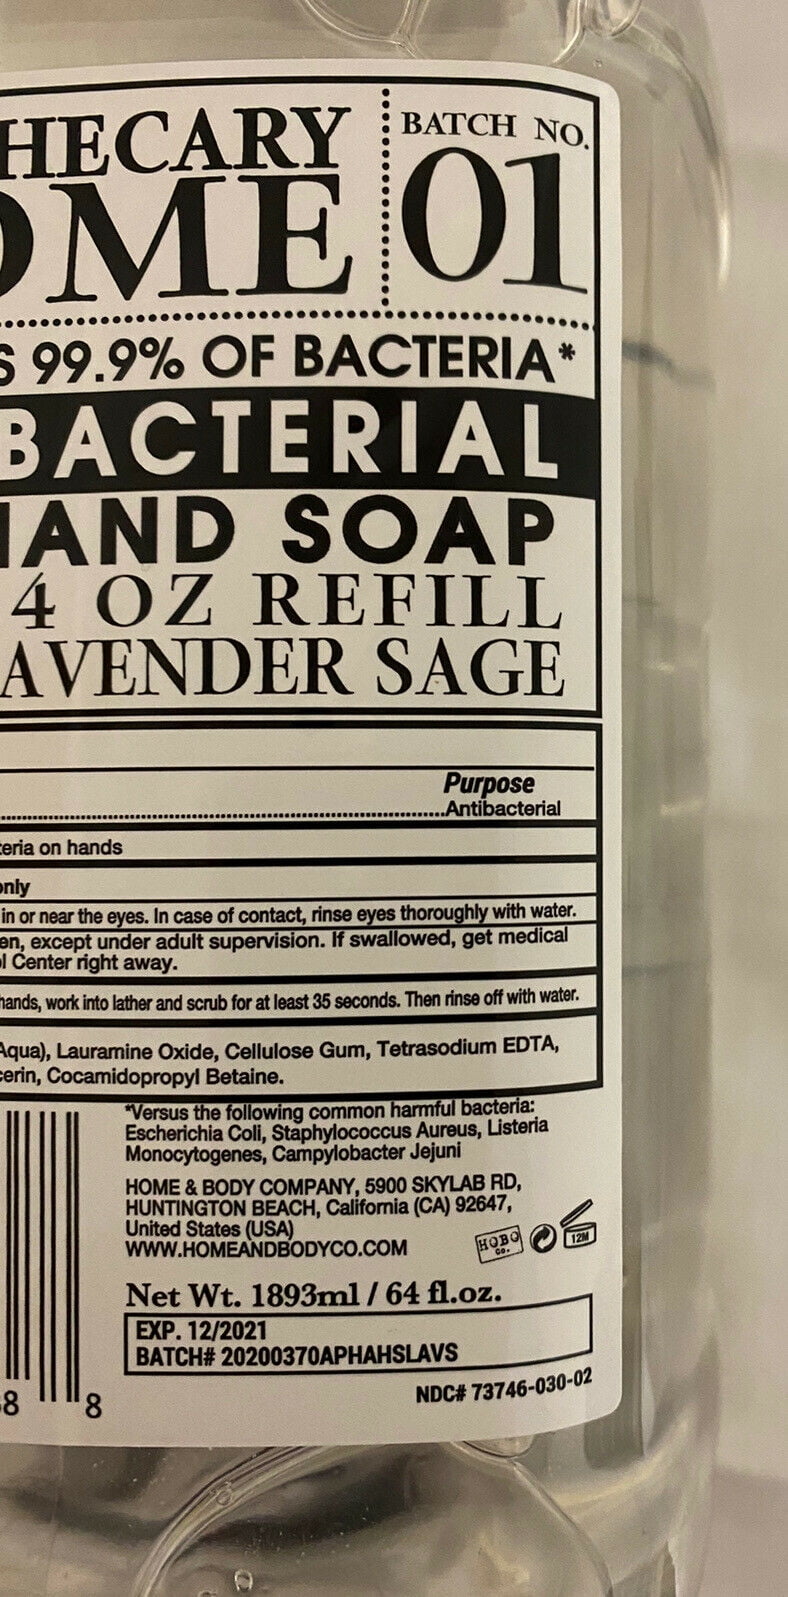 HECARY
OME
BATCH NO.
01
S 99.9% OF BACTERIA*
BACTERIAL
HAND SOAP
4 OZ REFILL
AVENDER SAGE
Purpose
Antibacterial
eria on hands
only
in or near the eyes. In case of contact, rinse eyes thoroughly with water.
en, except under adult supervision. If swallowed, get medical
l Center right away.
hands, work into lather and scrub for at least 35 seconds. Then rinse off with water.
Aqua), Lauramine Oxide, Cellulose Gum, Tetrasodium EDTA,
cerin, Cocamidopropyl Betaine.
*Versus the following common harmful bacteria:
Escherichia Coli, Staphylococcus Aureus, Listeria
Monocytogenes, Campylobacter Jejuni
HOME & BODY COMPANY, 5900 SKYLAB RD,
HUNTINGTON BEACH, California (CA) 92647,
United States (USA)
WWW.HOMEANDBODYCO.COM
HOBO
CO.
12M
Net Wt. 1893ml / 64 fl.oz.
EXP. 12/2021
BATCH# 20200370APHAHSLAVS
8 8
NDC# 73746-030-02